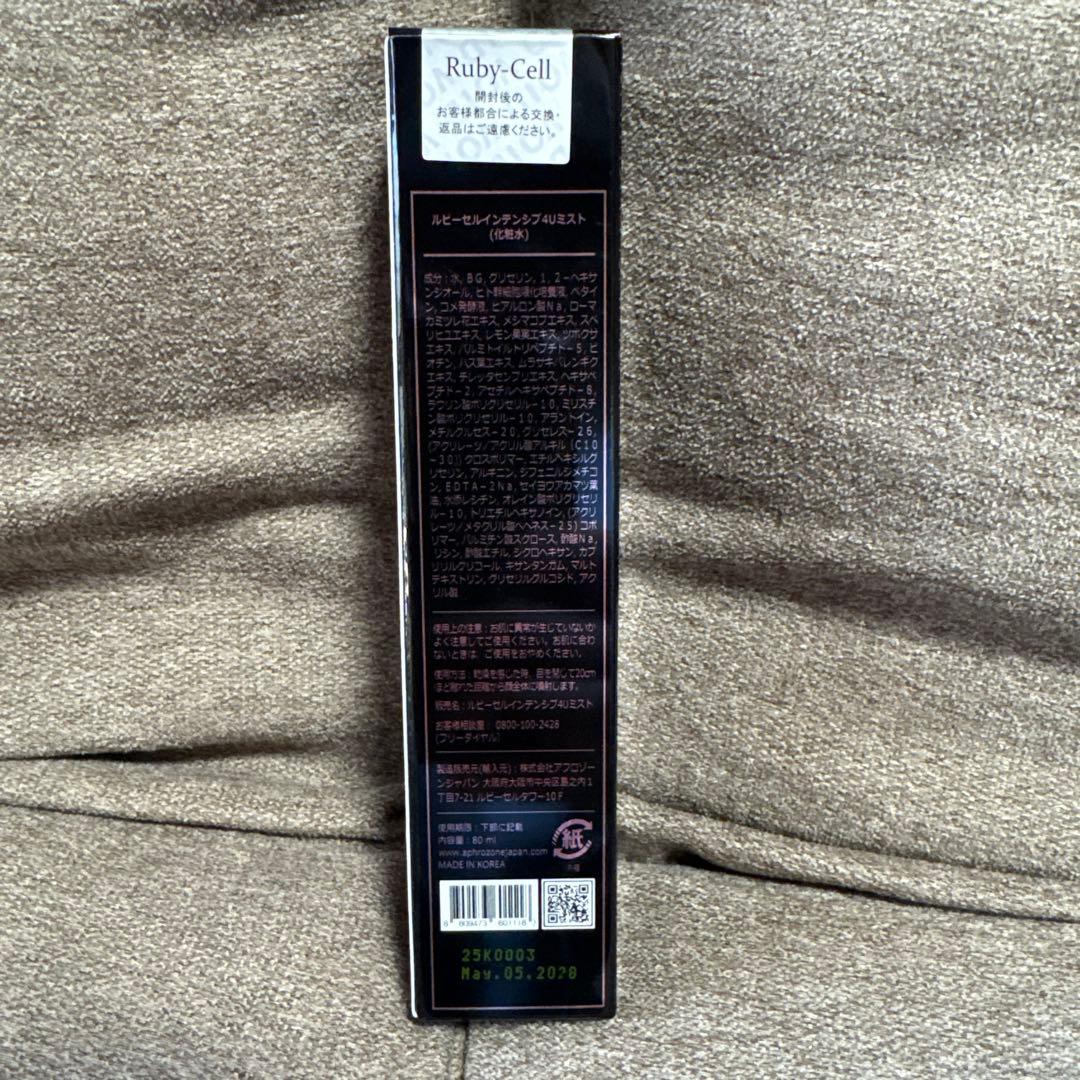 Ruby-Cell
開封後の
お客様都合による交換・
返品はご遠慮ください。
ルビーセルインテンシブ4Uミスト
(化粧水)
成分:水, BG, グリセリン, 1, 2-ヘキサ
ンジオール, ヒト幹細胞順化培養液, ベタイ
ン, コメ発酵液, ヒアルロン酸Na, ローマ
カミツレ花エキス, メシマコブエキス, スベ
リヒユエキス, レモン果実エキス, ツボクサ
エキス, パルミトイルトリペプチド-5, ビ
オチン, ハス葉エキス, ムラサキバレンギク
エキス, チレッタセンブリエキス, ヘキサペ
プチド-2, アセチルヘキサペプチド-8,
ラウリン酸ポリグリセリル-10, ミリスチ
ン酸ポリグリセリル-10, アラントイン,
メチルグルセス-20, グリセレス-26,
(アクリレーツ/アクリル酸アルキル(C10
-30))クロスポリマー, エチルヘキシルグ
リセリン, アルギニン, ジフェニルジメチコ
ン, EDTA-2Na, セイヨウアカマツ葉
油, 水添レシチン, オレイン酸ポリグリセリ
ル-10, トリエチルヘキサノイン, (アクリ
レーツ/メタクリル酸ベヘネス-25)コポ
リマー, パルミチン酸スクロース, 酢酸Na,
リシン, 酢酸エチル, シクロヘキサン, カプ
リリルグリコール, キサンタンガム, マルト
デキストリン, グリセリルグルコシド, アク
リル酸
使用上の注意:お肌に異常が生じていないか
よく注意してご使用ください。お肌に合わ
ないときは、ご使用をおやめください。
使用方法:乾燥を感じた時、目を閉じて20cm
ほど離れた距離から顔全体に噴射します。
販売名:ルビーセルインテンシブ4Uミスト
お客様相談室: 0800-100-2428
(フリーダイヤル)
製造販売元(輸入元):株式会社アフロゾー
ンジャパン 大阪府大阪市中央区島之内1
丁目7-21 ルビーセルタワー10F
使用期限:下部に記載
内容量:80 ml
www.aphrozonejapan.com
MADE IN KOREA
紙
8 809473 601118
25K0003
May.05.2028